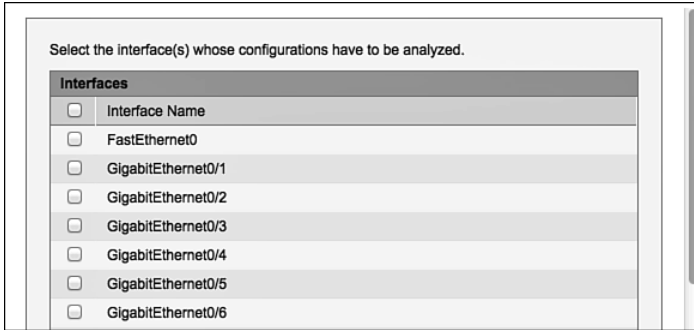 Select the interface(s) whose configurations have to be analyzed.
Interfaces
Interface Name
FastEthernet0
GigabitEthernet0/1
GigabitEthernet0/2
GigabitEthernet0/3
GigabitEthernet0/4
GigabitEthernet0/5
GigabitEthernet0/6